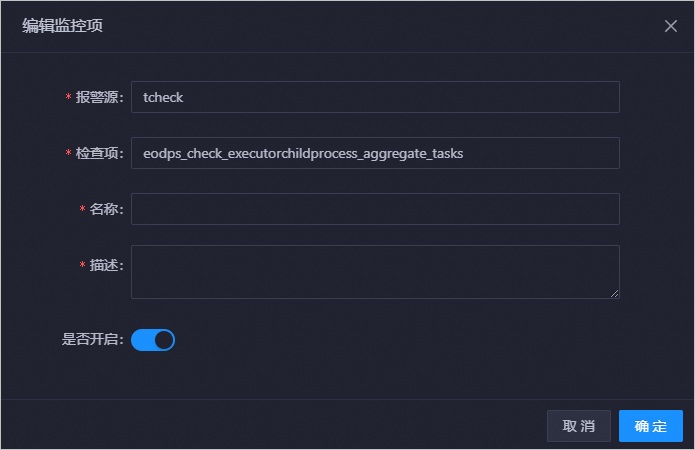 编辑监控项
* 报警源: tcheck
* 检查项: eodps_check_executorchildprocess_aggregate_tasks
* 名称:
* 描述:
是否开启:
取消 确定